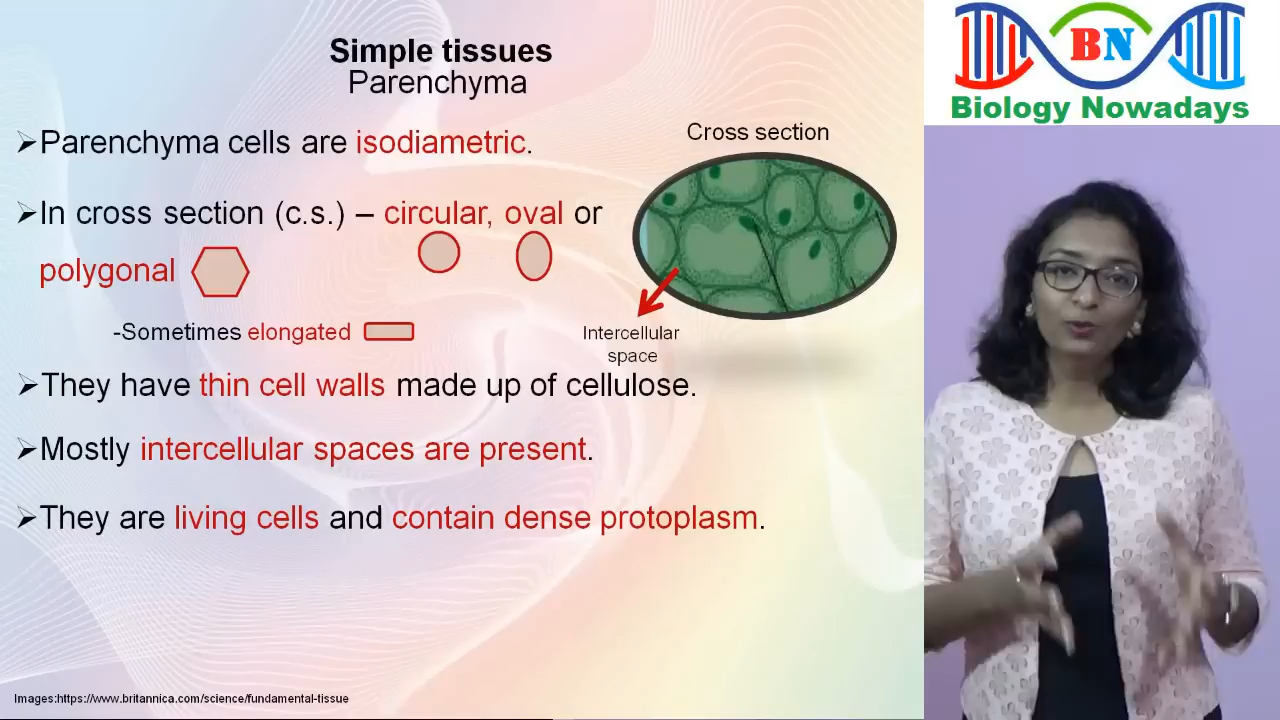 Simple tissues
Parenchyma
BN
Biology Nowadays
➢Parenchyma cells are isodiametric.
Cross section
➢In cross section (c.s.) – circular, oval or
polygonal
-Sometimes elongated
Intercellular
space
➢They have thin cell walls made up of cellulose.
➢Mostly intercellular spaces are present.
➢They are living cells and contain dense protoplasm.
Images:https://www.britannica.com/science/fundamental-tissue